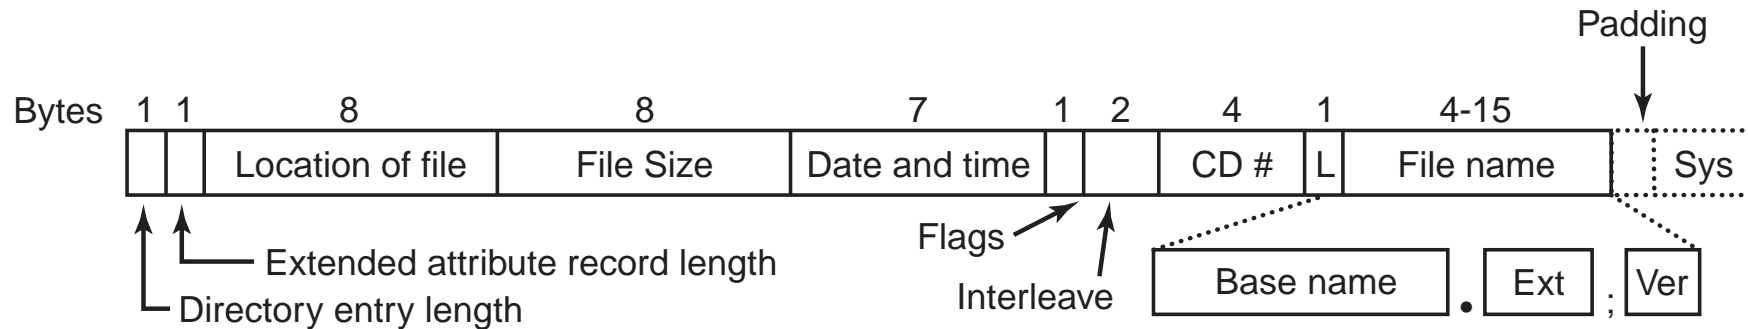 Padding
Bytes 1 1 8 8 7 1 2 4 1 4-15
Location of file File Size Date and time CD # L File name Sys
Flags
Extended attribute record length
Interleave
Base name . Ext ; Ver
Directory entry length